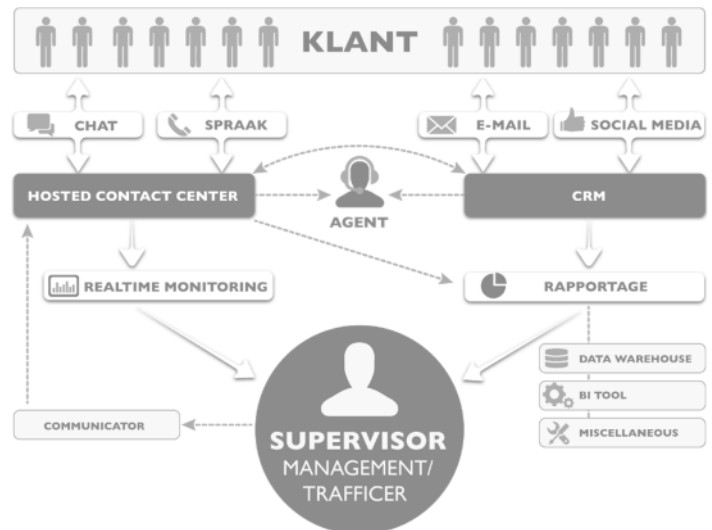 KLANT
CHAT
SPRAAK
E-MAIL
SOCIAL MEDIA
HOSTED CONTACT CENTER
AGENT
CRM
REALTIME MONITORING
RAPPORTAGE
DATA WAREHOUSE
BI TOOL
MISCELLANEOUS
COMMUNICATOR
SUPERVISOR
MANAGEMENT/
TRAFFICER